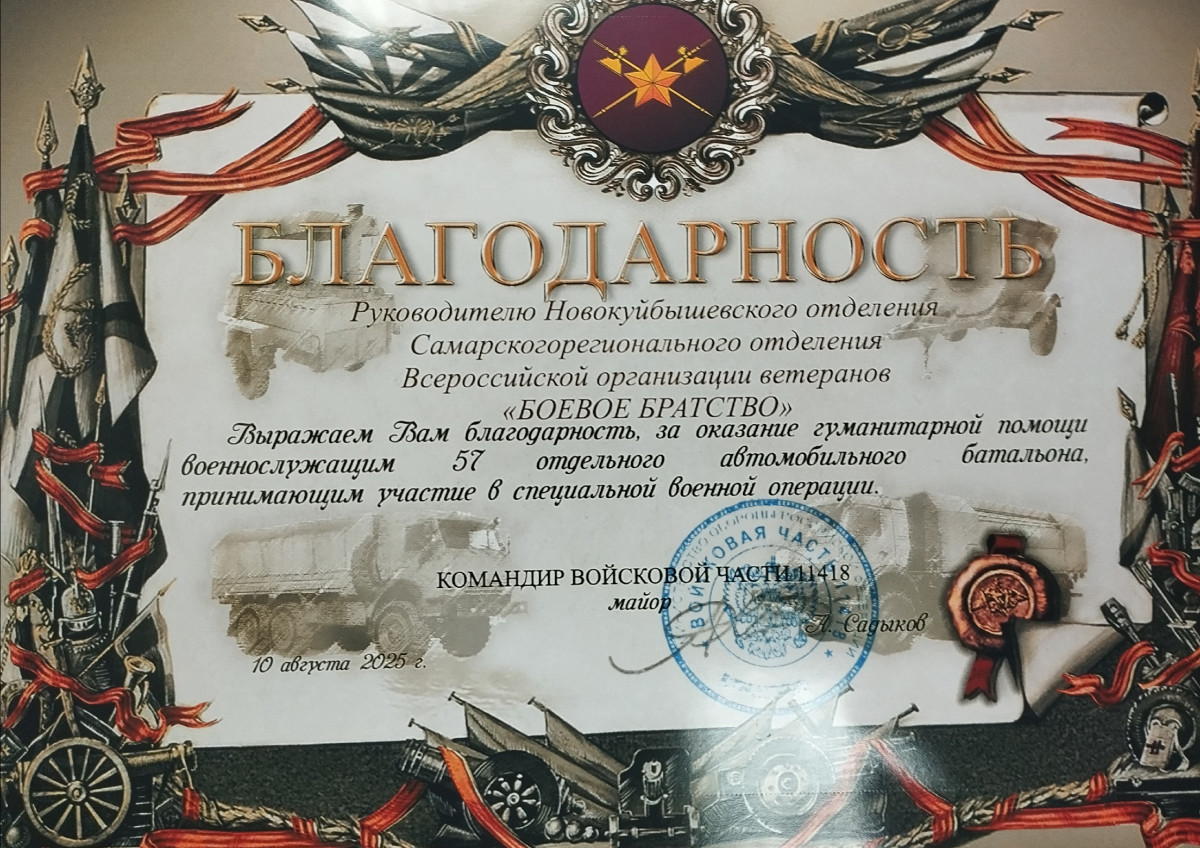 БЛАГОДАРНОСТЬ
Руководителю Новокуйбышевского отделения
Самарскогорегионального отделения
Всероссийской организации ветеранов
«БОЕВОЕ БРАТСТВО»
Выражаем Вам благодарность, за оказание гуманитарной помощи
военнослужащим 57 отдельного автомобильного батальона,
принимающим участие в специальной военной операции.
КОМАНДИР ВОЙСКОВОЙ ЧАСТИ 11418
майор
А. Садыков
10 августа 2025 г.
ВОЙСКОВАЯ ЧАСТЬ